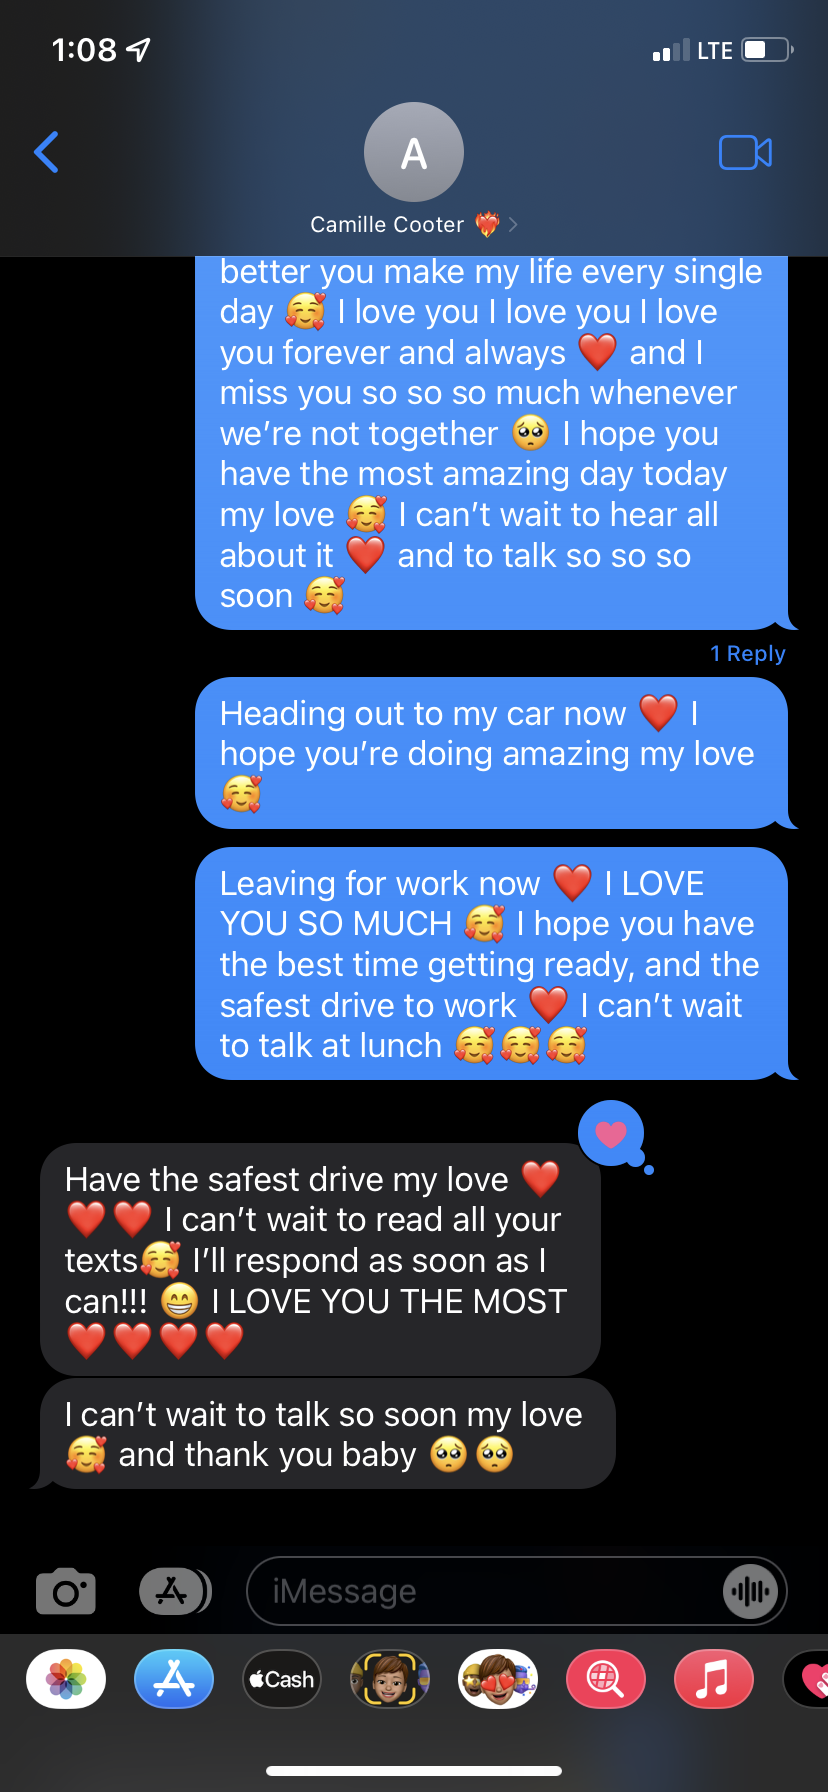 1:08
LTE
A
Camille Cooter ❤️‍🔥
better you make my life every single
day 🥰 I love you I love you I love
you forever and always ❤️ and I
miss you so so so much whenever
we’re not together 🥺 I hope you
have the most amazing day today
my love 🥰 I can’t wait to hear all
about it ❤️ and to talk so so so
soon 🥰
1 Reply
Heading out to my car now ❤️ I
hope you’re doing amazing my love
🥰
Leaving for work now ❤️ I LOVE
YOU SO MUCH 🥰 I hope you have
the best time getting ready, and the
safest drive to work ❤️ I can’t wait
to talk at lunch 🥰🥰🥰
Have the safest drive my love ❤️
❤️❤️ I can’t wait to read all your
texts🥰 I’ll respond as soon as I
can!!! 😁 I LOVE YOU THE MOST
❤️❤️❤️❤️
I can’t wait to talk so soon my love
🥰 and thank you baby 🥺🥺
iMessage
Cash